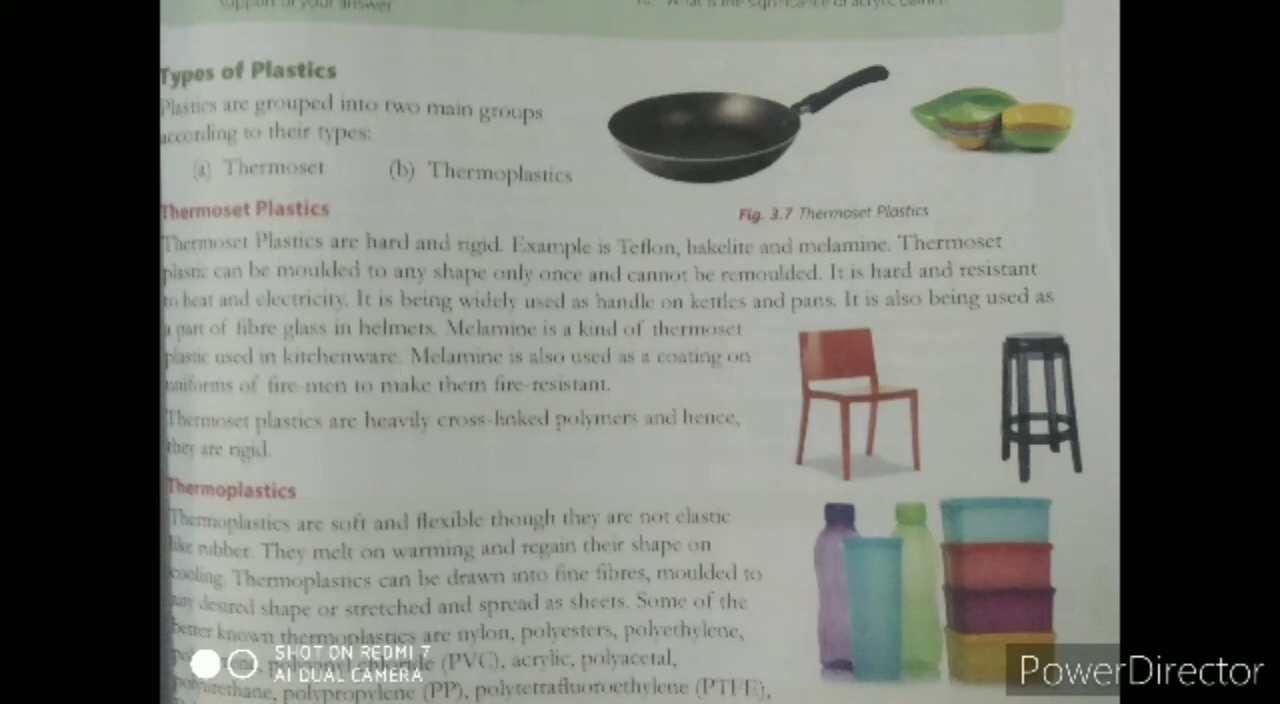 support of your answer
Types of Plastics
Plastics are grouped into two main groups
according to their types:
(a) Thermoset (b) Thermoplastics
Fig. 3.7 Thermoset Plastics
Thermoset Plastics
Thermoset Plastics are hard and rigid. Example is Teflon, bakelite and melamine. Thermoset
plastic can be moulded to any shape only once and cannot be remoulded. It is hard and resistant
to heat and electricity. It is being widely used as handle on kettles and pans. It is also being used as
a part of fibre glass in helmets. Melamine is a kind of thermoset
plastic used in kitchenware. Melamine is also used as a coating on
uniforms of fire-men to make them fire-resistant.
Thermoset plastics are heavily cross-linked polymers and hence,
they are rigid.
Thermoplastics
Thermoplastics are soft and flexible though they are not elastic
like rubber. They melt on warming and regain their shape on
cooling. Thermoplastics can be drawn into fine fibres, moulded to
any desired shape or stretched and spread as sheets. Some of the
better known thermoplastics are nylon, polyesters, polyethylene,
(PVC), acrylic, polyacetal,
polyurethane, polypropylene (PP), polytetrafluoroethylene (PTFE),
SHOT ON REDMI 7
AI DUAL CAMERA
PowerDirector